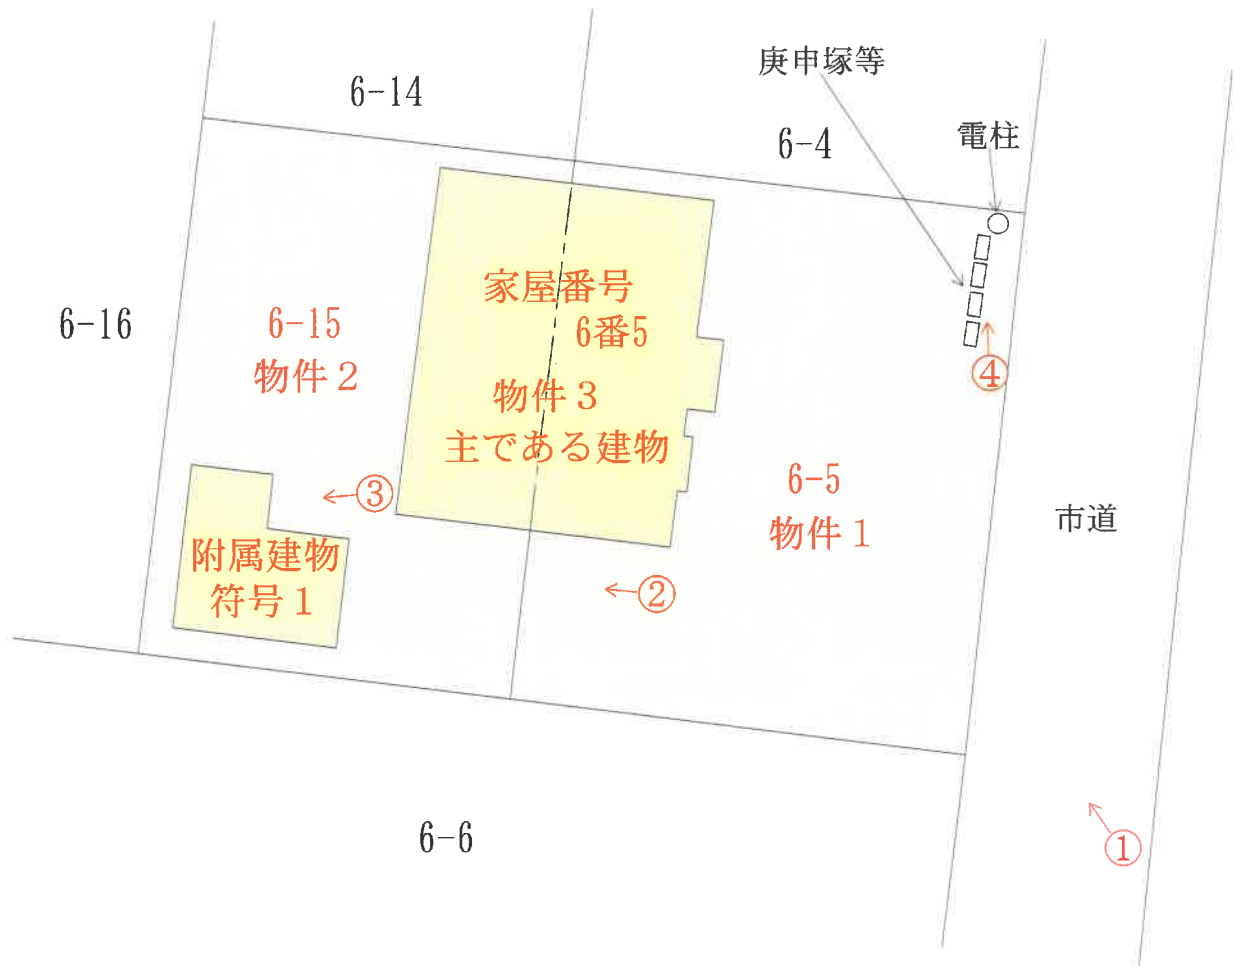 庚申塚等
6-14
電柱
6-4
家屋番号
6番5
6-16
6-15
物件2
④
物件3
主である建物
6-5
物件1
③
市道
附属建物
符号1
②
6-6
①